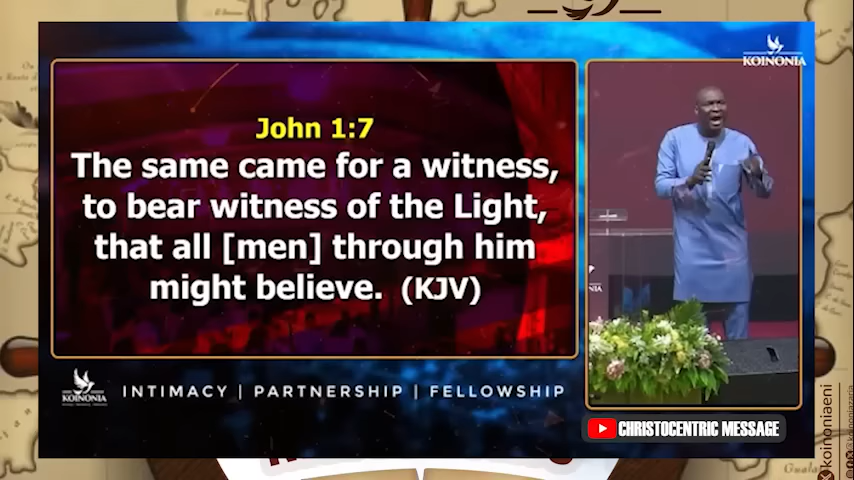 KOINONIA
John 1:7
The same came for a witness,
to bear witness of the Light,
that all [men] through him
might believe. (KJV)
KOINONIA
INTIMACY | PARTNERSHIP | FELLOWSHIP
CHRISTOCENTRIC MESSAGE
koinoniaeni